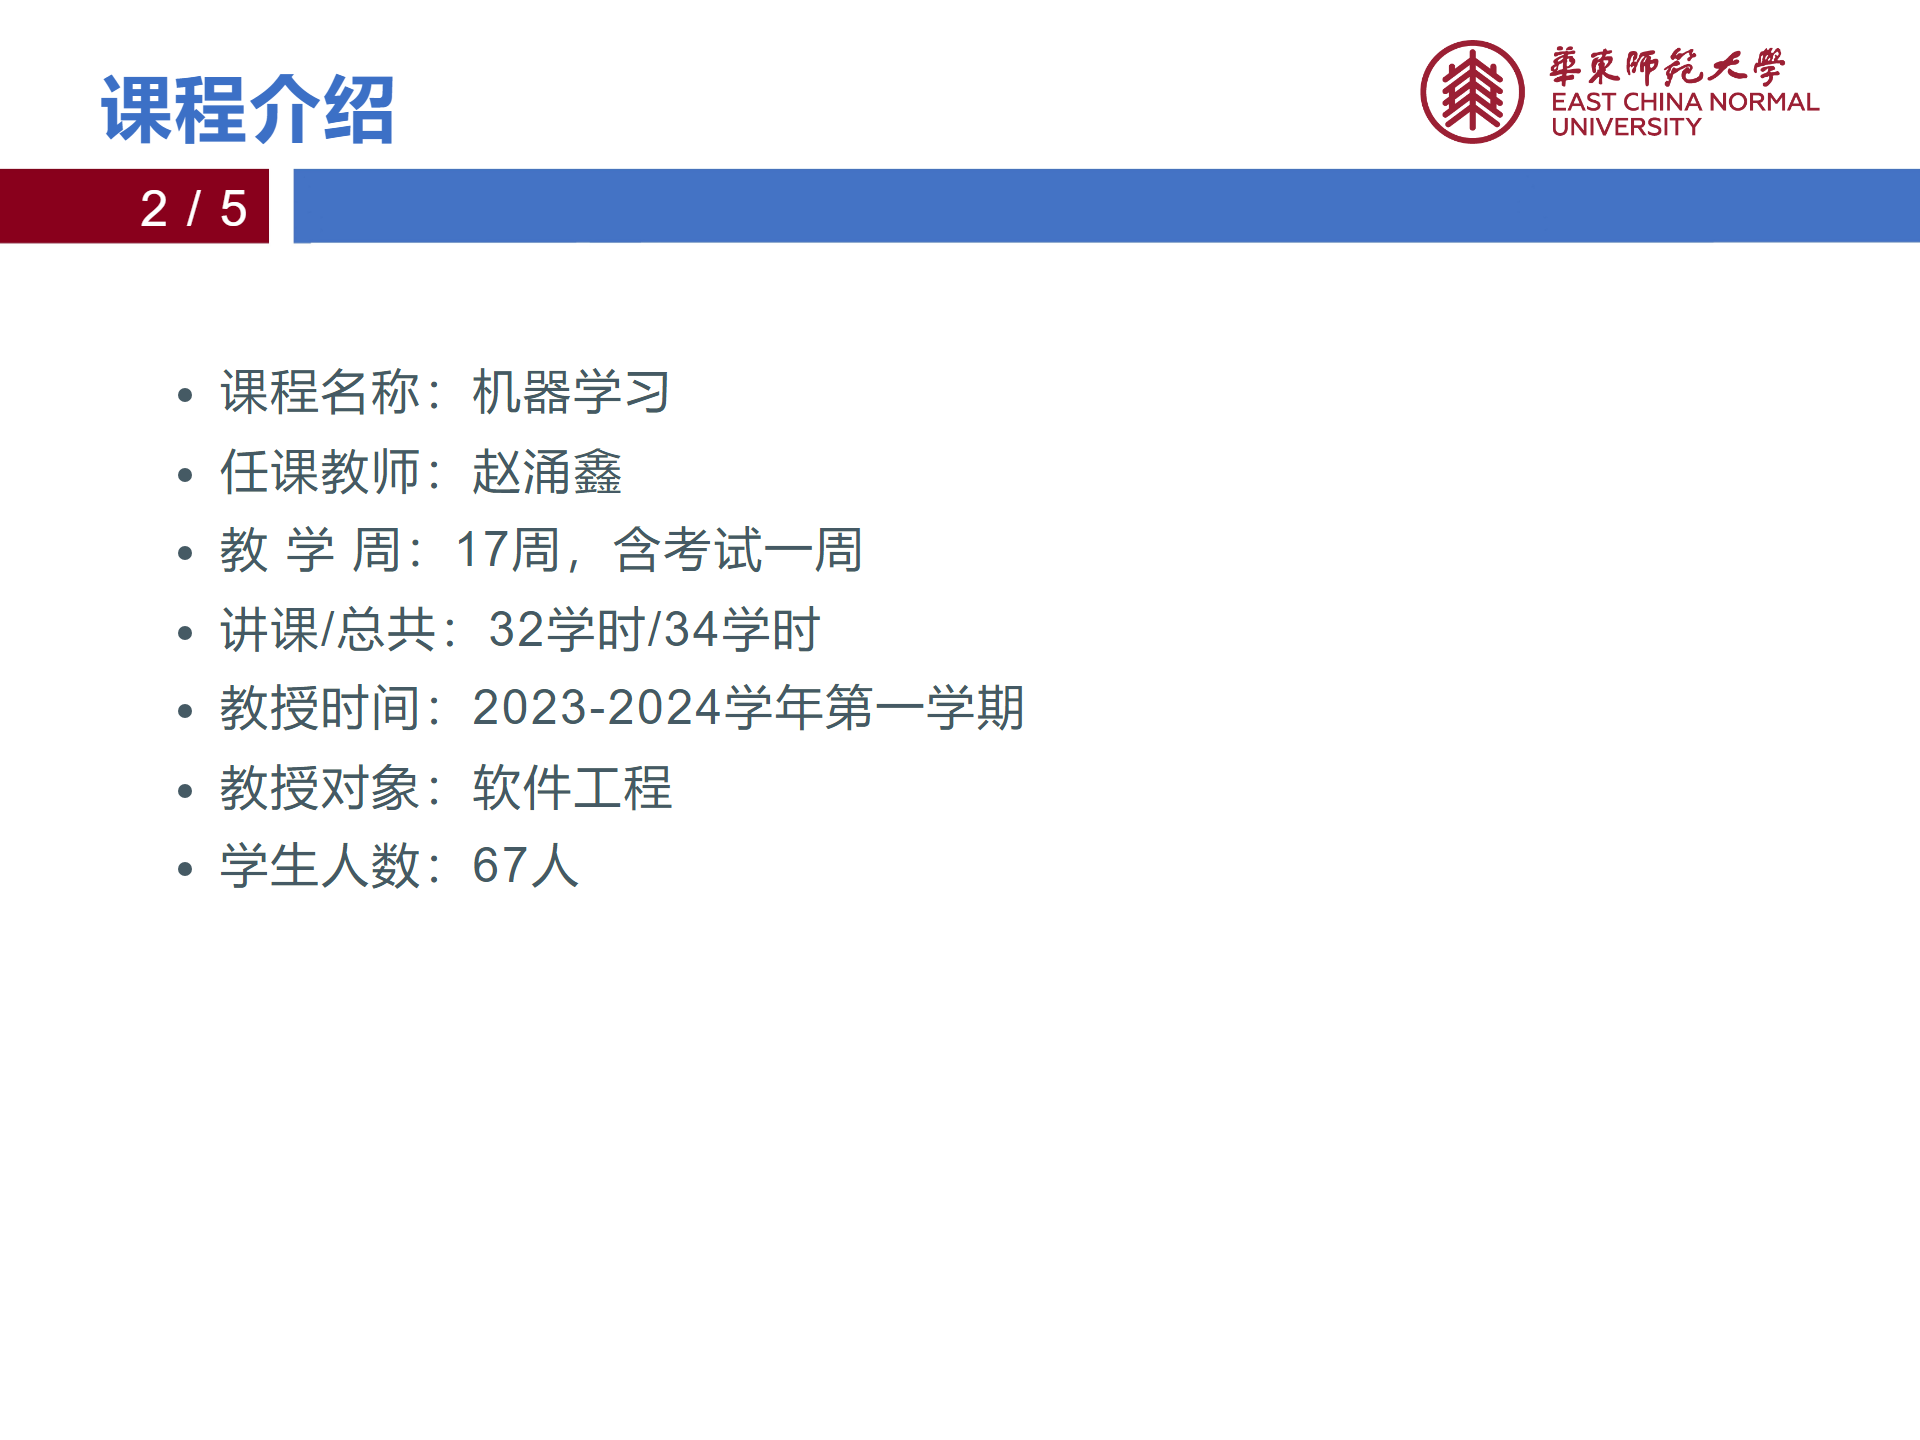 课程介绍
華東師範大學
EAST CHINA NORMAL
UNIVERSITY
2 / 5
• 课程名称：机器学习
• 任课教师：赵涌鑫
• 教 学 周：17周，含考试一周
• 讲课/总共：32学时/34学时
• 教授时间：2023-2024学年第一学期
• 教授对象：软件工程
• 学生人数：67人